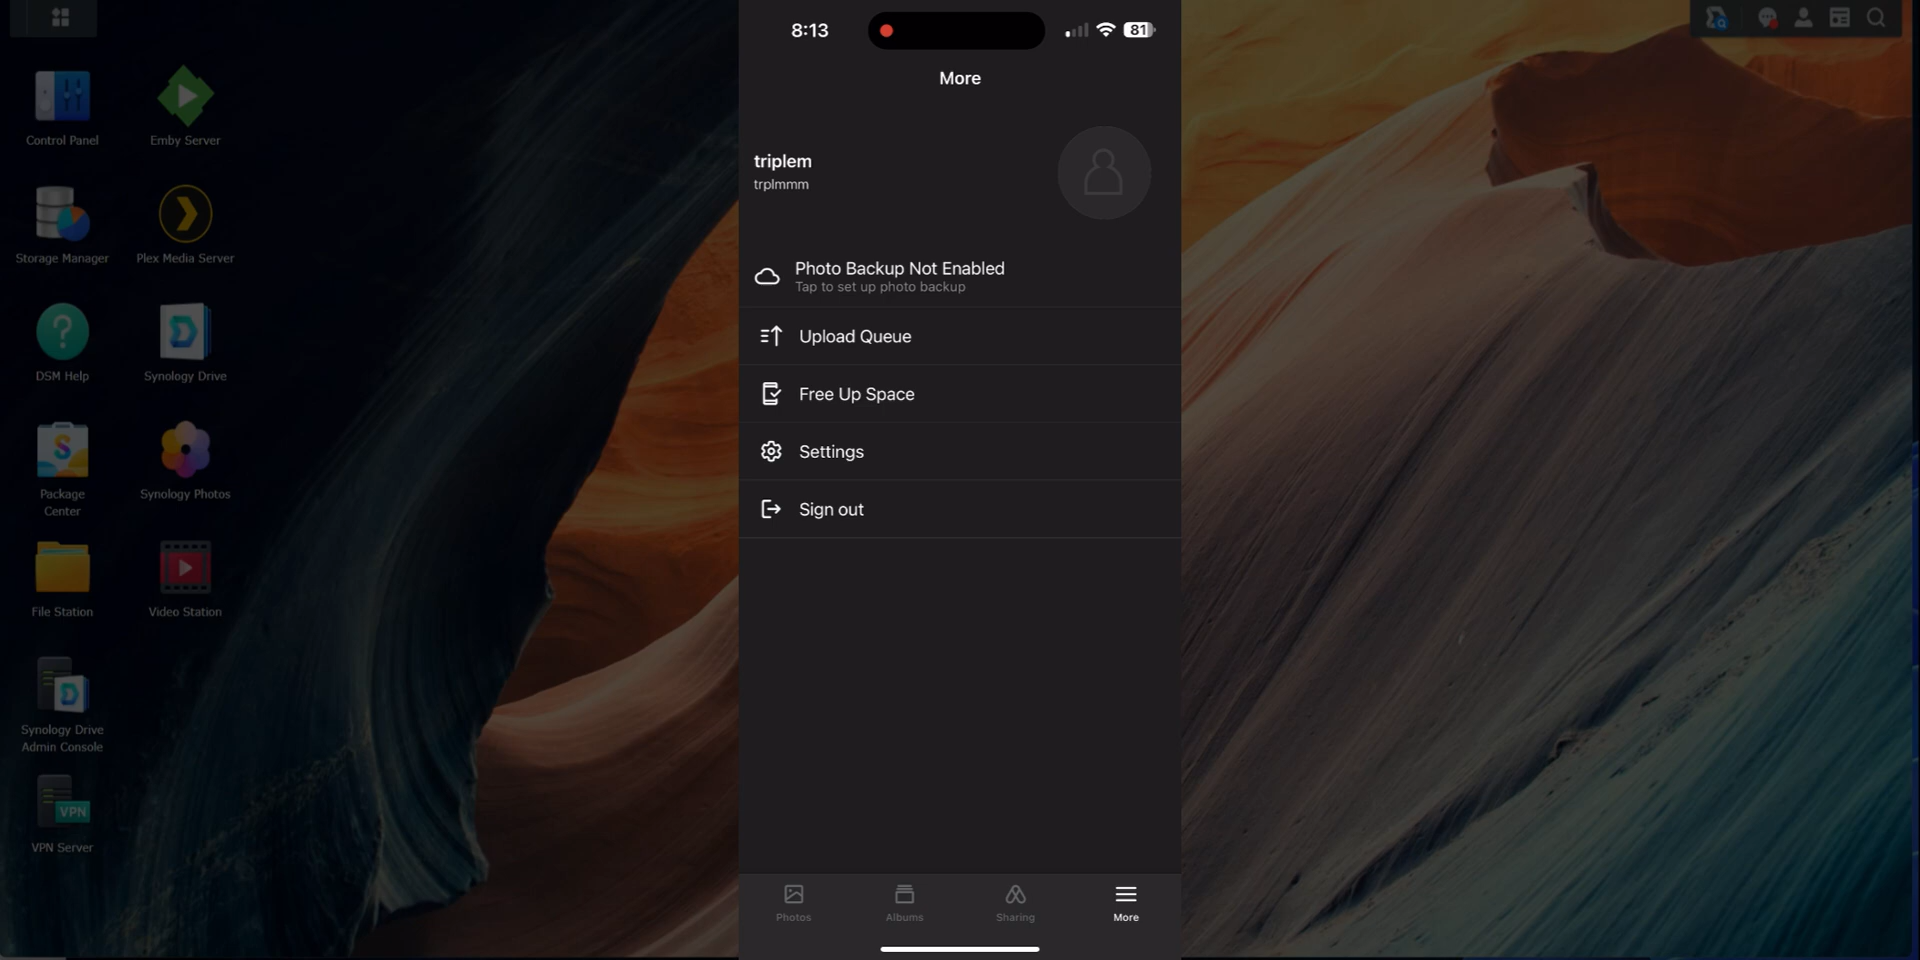 Control Panel
Emby Server
Storage Manager
Plex Media Server
DSM Help
Synology Drive
Package
Center
Synology Photos
File Station
Video Station
Synology Drive
Admin Console
VPN
VPN Server
8:13
81
More
triplem
trplmmm
Photo Backup Not Enabled
Tap to set up photo backup
Upload Queue
Free Up Space
Settings
Sign out
Photos
Albums
Sharing
More